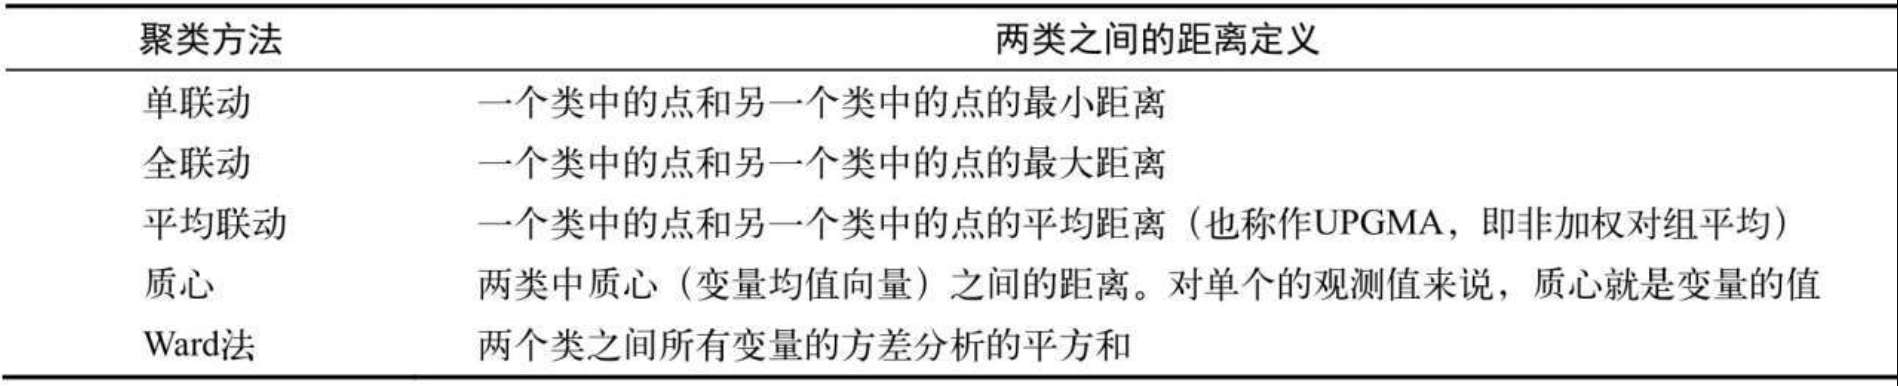 聚类方法 两类之间的距离定义
单联动 一个类中的点和另一个类中的点的最小距离
全联动 一个类中的点和另一个类中的点的最大距离
平均联动 一个类中的点和另一个类中的点的平均距离（也称作UPGMA，即非加权对组平均）
质心 两类中质心（变量均值向量）之间的距离。对单个的观测值来说，质心就是变量的值
Ward法 两个类之间所有变量的方差分析的平方和